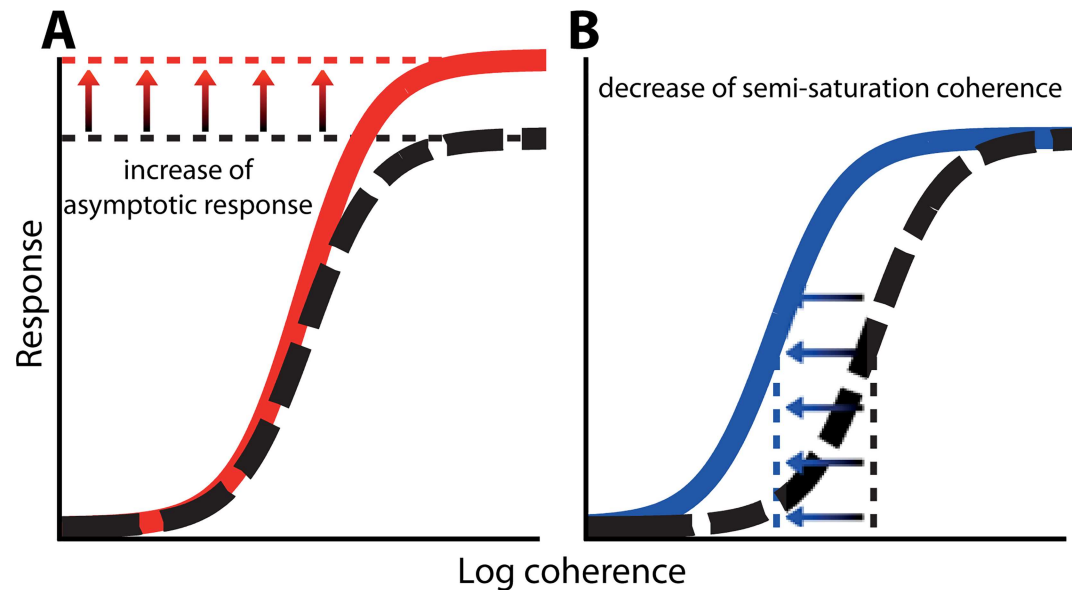 A
increase of
asymptotic response
Response
B
decrease of semi-saturation coherence
Log coherence